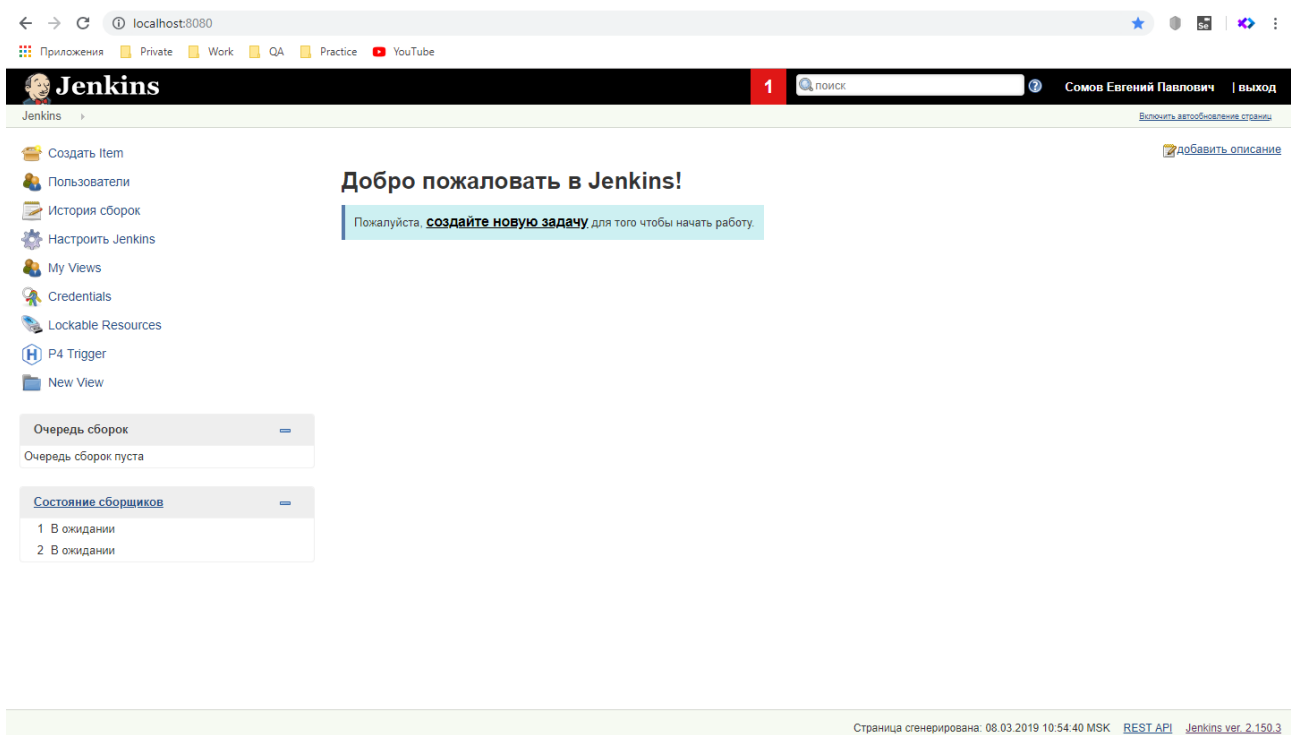 localhost:8080
Приложения Private Work QA Practice YouTube
Jenkins 1 поиск Сомов Евгений Павлович | выход
Jenkins Включить автообновление страниц
добавить описание
Создать Item
Пользователи
История сборок
Настроить Jenkins
My Views
Credentials
Lockable Resources
P4 Trigger
New View
Очередь сборок
Очередь сборок пуста
Состояние сборщиков
1 В ожидании
2 В ожидании
Добро пожаловать в Jenkins!
Пожалуйста, создайте новую задачу для того чтобы начать работу.
Страница сгенерирована: 08.03.2019 10:54:40 MSK REST API Jenkins ver. 2.150.3